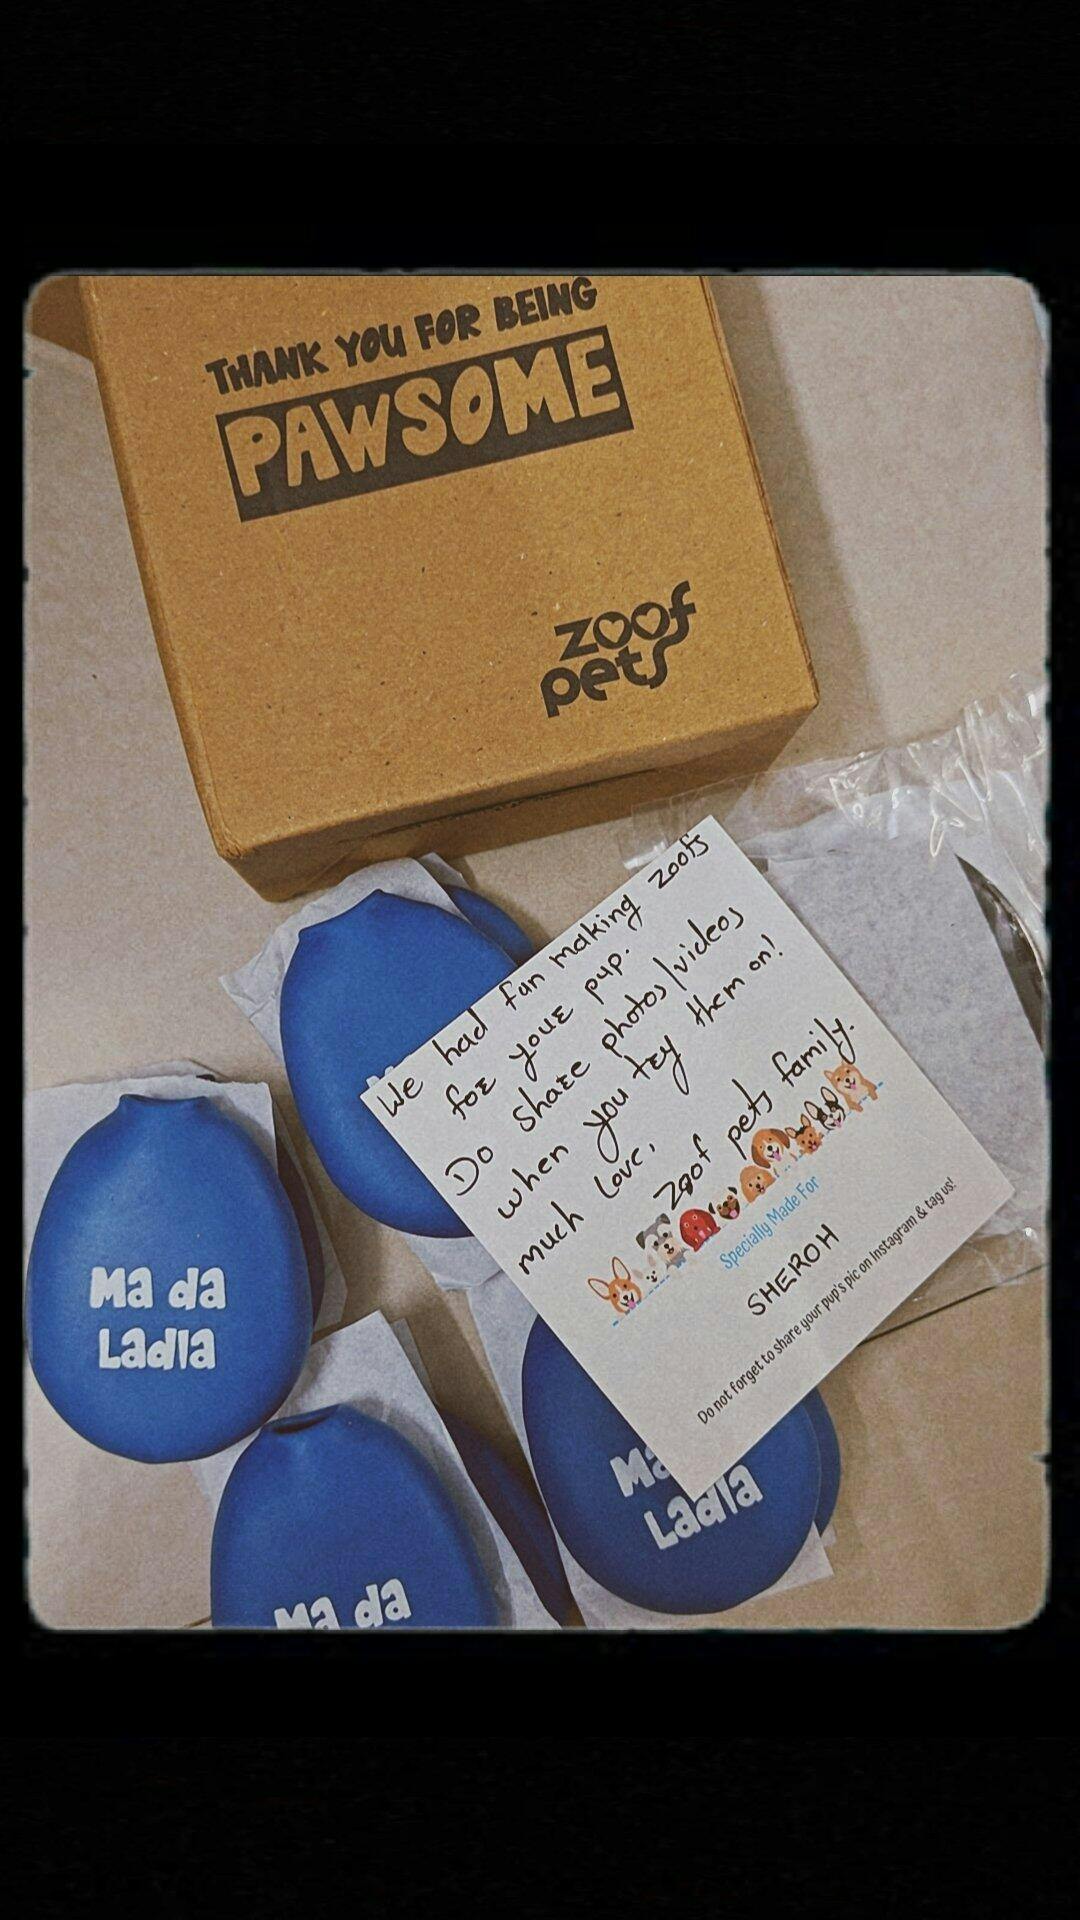 THANK YOU FOR BEING
PAWSOME
zoof
pets
We had fun making zoofs
for your pup.
Do share photos/videos
when you try them on!
much love,
zoof pets family.
Specially Made For
SHEROH
Do not forget to share your pup's pic on Instagram & tag us!
Ma da
Ladla
Ma da
Ma
Ladla